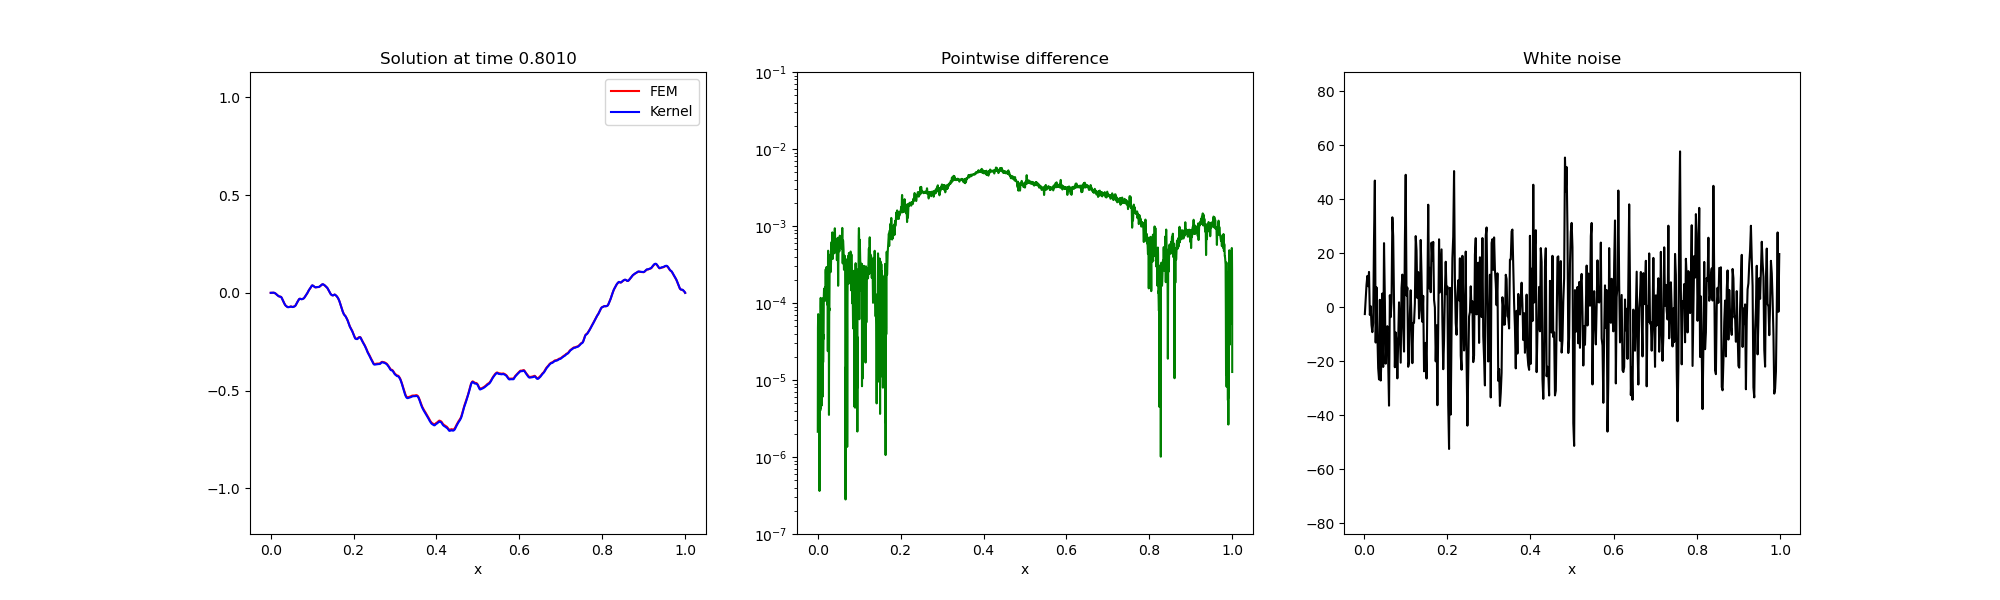 Solution at time 0.8010
FEM
Kernel
1.0
0.5
0.0
−0.5
−1.0
0.0 0.2 0.4 0.6 0.8 1.0
x
Pointwise difference
10⁻¹
10⁻²
10⁻³
10⁻⁴
10⁻⁵
10⁻⁶
10⁻⁷
0.0 0.2 0.4 0.6 0.8 1.0
x
White noise
80
60
40
20
0
−20
−40
−60
−80
0.0 0.2 0.4 0.6 0.8 1.0
x